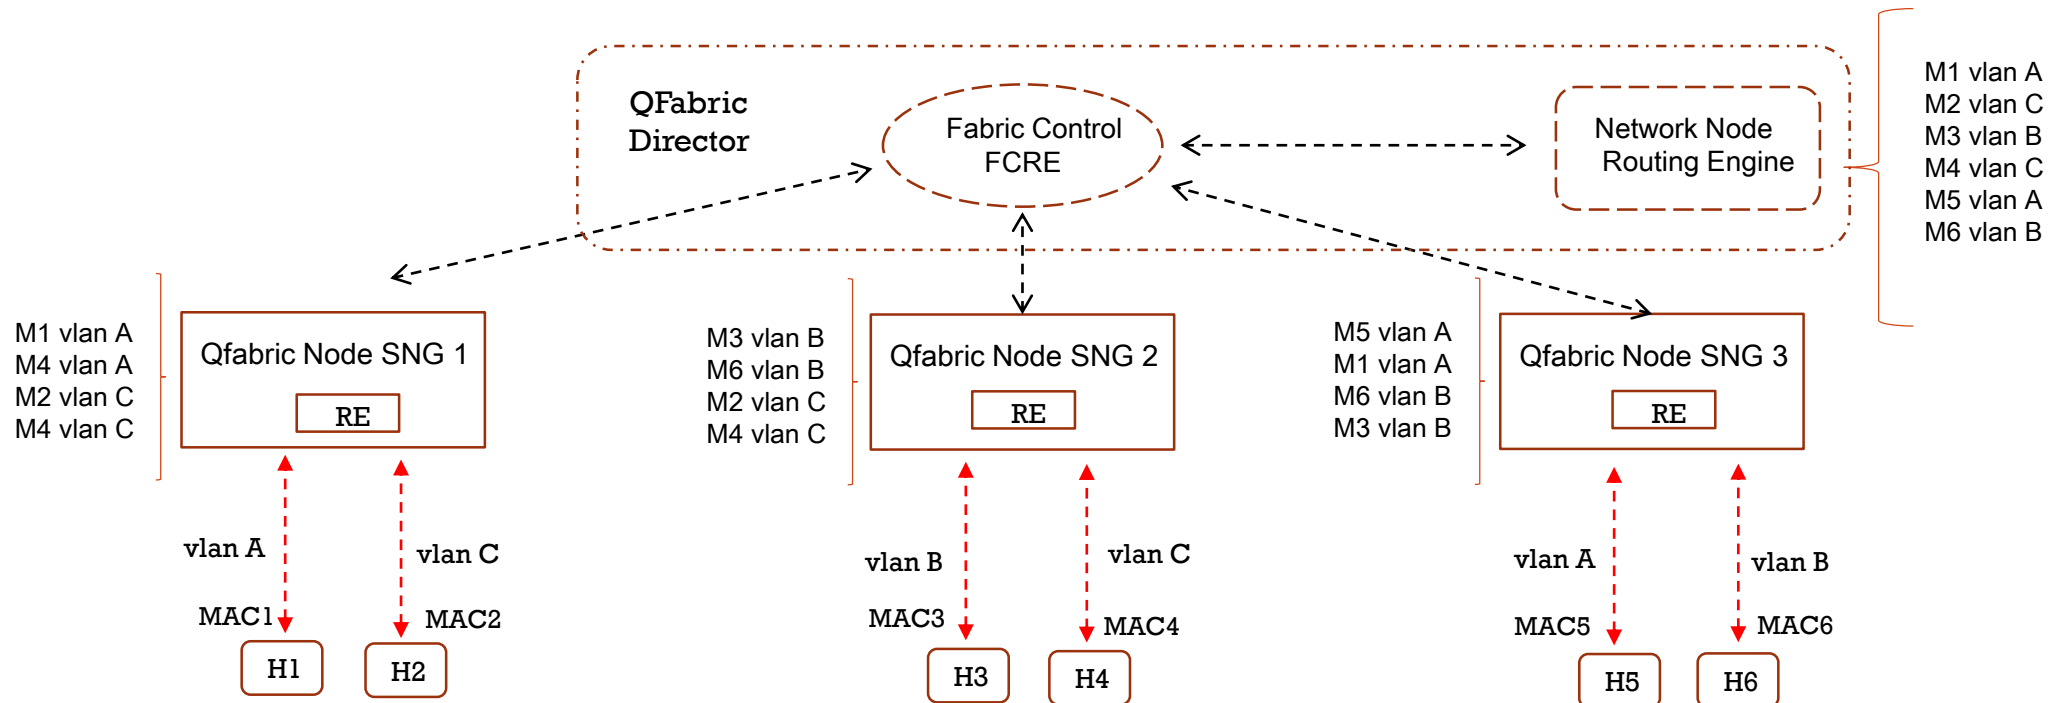 QFabric
Director
Fabric Control
FCRE
Network Node
Routing Engine
M1 vlan A
M2 vlan C
M3 vlan B
M4 vlan C
M5 vlan A
M6 vlan B
M1 vlan A
M4 vlan A
M2 vlan C
M4 vlan C
Qfabric Node SNG 1
RE
M3 vlan B
M6 vlan B
M2 vlan C
M4 vlan C
Qfabric Node SNG 2
RE
M5 vlan A
M1 vlan A
M6 vlan B
M3 vlan B
Qfabric Node SNG 3
RE
vlan A
vlan C
vlan B
vlan C
vlan A
vlan B
MAC1
MAC2
MAC3
MAC4
MAC5
MAC6
H1
H2
H3
H4
H5
H6